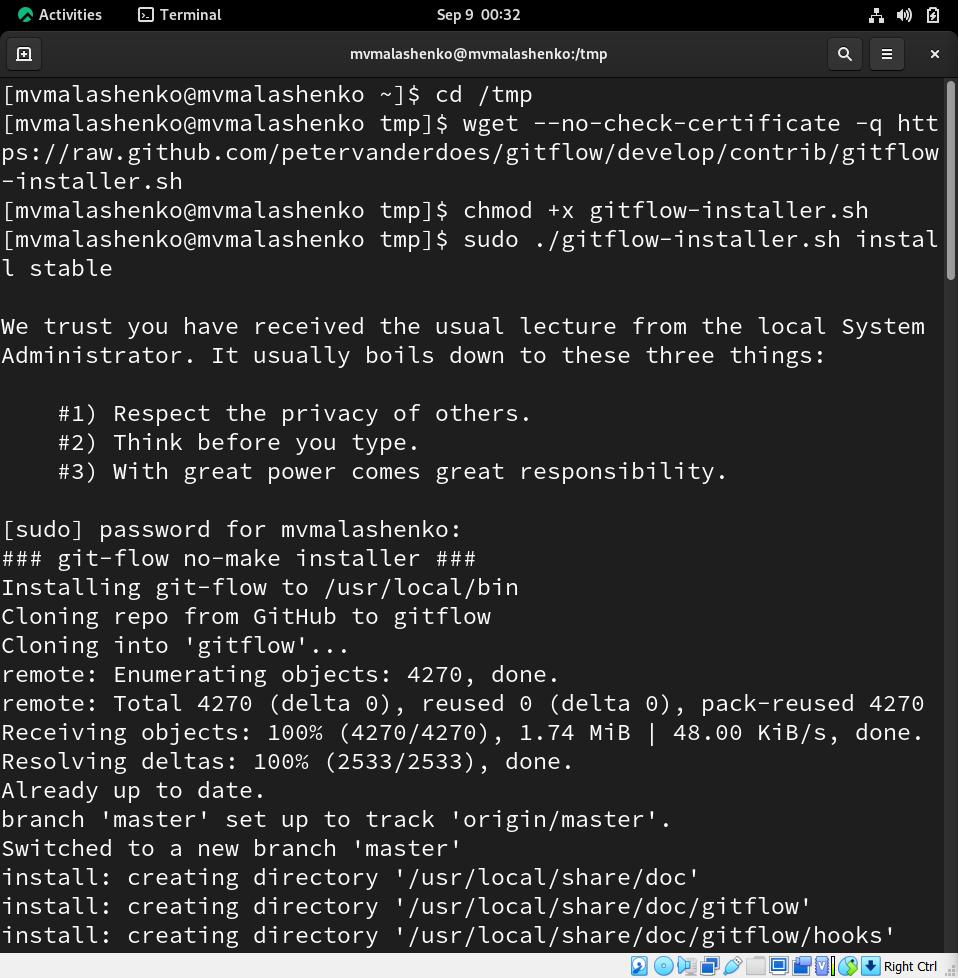 Activities Terminal Sep 9 00:32
mvmalashenko@mvmalashenko:/tmp
[mvmalashenko@mvmalashenko ~]$ cd /tmp
[mvmalashenko@mvmalashenko tmp]$ wget --no-check-certificate -q htt
ps://raw.github.com/petervanderdoes/gitflow/develop/contrib/gitflow
-installer.sh
[mvmalashenko@mvmalashenko tmp]$ chmod +x gitflow-installer.sh
[mvmalashenko@mvmalashenko tmp]$ sudo ./gitflow-installer.sh instal
l stable
We trust you have received the usual lecture from the local System
Administrator. It usually boils down to these three things:
#1) Respect the privacy of others.
#2) Think before you type.
#3) With great power comes great responsibility.
[sudo] password for mvmalashenko:
### git-flow no-make installer ###
Installing git-flow to /usr/local/bin
Cloning repo from GitHub to gitflow
Cloning into 'gitflow'...
remote: Enumerating objects: 4270, done.
remote: Total 4270 (delta 0), reused 0 (delta 0), pack-reused 4270
Receiving objects: 100% (4270/4270), 1.74 MiB | 48.00 KiB/s, done.
Resolving deltas: 100% (2533/2533), done.
Already up to date.
branch 'master' set up to track 'origin/master'.
Switched to a new branch 'master'
install: creating directory '/usr/local/share/doc'
install: creating directory '/usr/local/share/doc/gitflow'
install: creating directory '/usr/local/share/doc/gitflow/hooks'
Right Ctrl